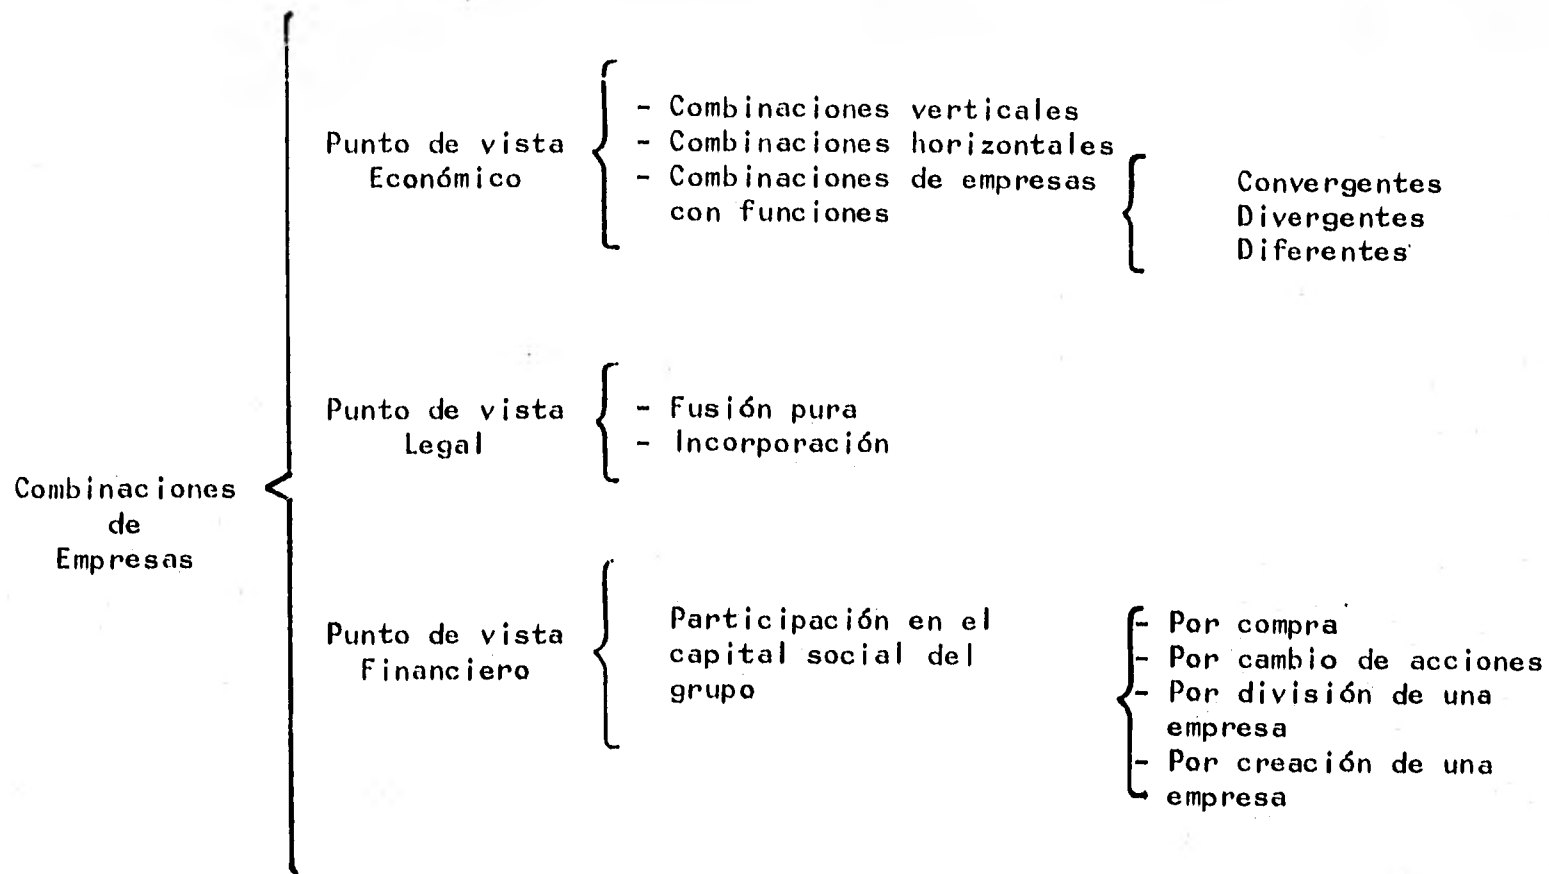 Combinaciones
de
Empresas
Punto de vista
Económico
- Combinaciones verticales
- Combinaciones horizontales
- Combinaciones de empresas
con funciones
Convergentes
Divergentes
Diferentes
Punto de vista
Legal
- Fusión pura
- Incorporación
Punto de vista
Financiero
Participación en el
capital social del
grupo
- Por compra
- Por cambio de acciones
- Por división de una
empresa
- Por creación de una
empresa